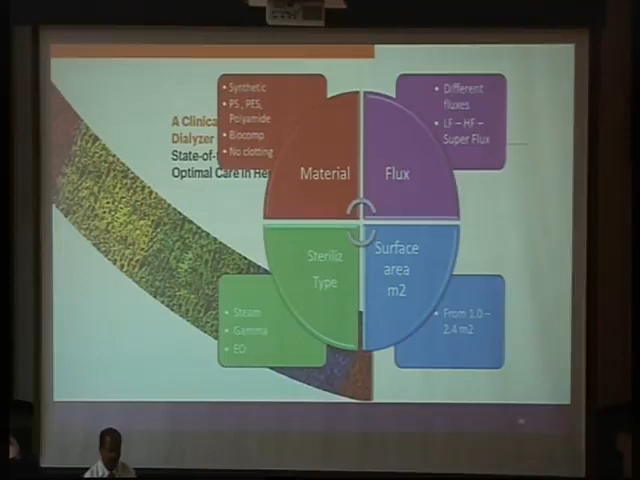 • Synthetic
• PS , PES,
Polyamide
• Biocomp
• No clotting
• Different
fluxes
• LF – HF –
Super Flux
A Clinica
Dialyzer
State-of-
Optimal Care in He
Material
Flux
Steriliz
Type
Surface
area
m2
• Steam
• Gamma
• EO
• From 1.0 –
2.4 m2